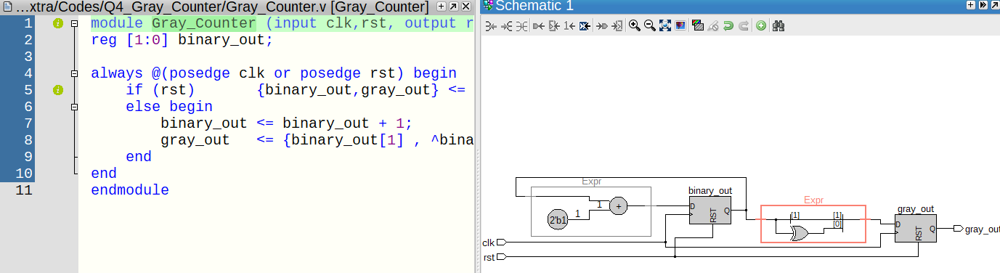 ...xtra/Codes/Q4_Gray_Counter/Gray_Counter.v [Gray_Counter]
1 module Gray_Counter (input clk,rst, output r
2 reg [1:0] binary_out;
3
4 always @(posedge clk or posedge rst) begin
5 if (rst) {binary_out,gray_out} <=
6 else begin
7 binary_out <= binary_out + 1;
8 gray_out <= {binary_out[1] , ^bina
9 end
10 end
11 endmodule
Schematic 1
Expr
2'b1
1
1
+
binary_out
D
Q
RST
Expr
[1]
[1]
[0]
gray_out
D
Q
RST
gray_out
clk
rst